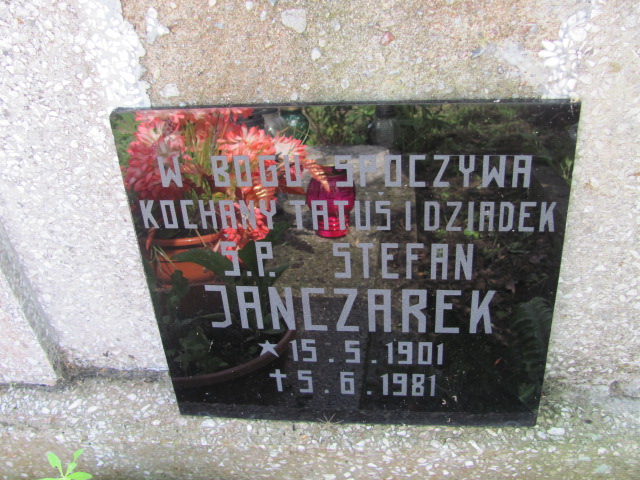 W BOGU SPOCZYWA
KOCHANY TATUŚ I DZIADEK
Ś.P. STEFAN
JANCZAREK
★ 15.5.1901
✝ 5.6.1981